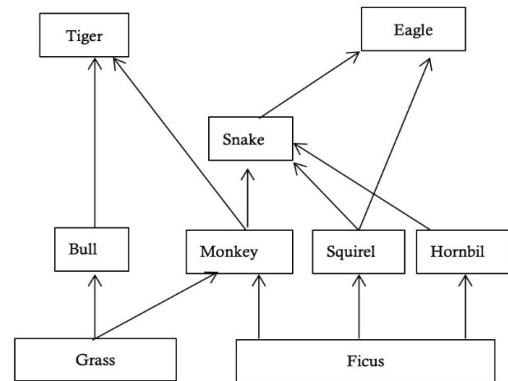 Tiger
Eagle
Snake
Bull
Monkey
Squirel
Hornbil
Grass
Ficus